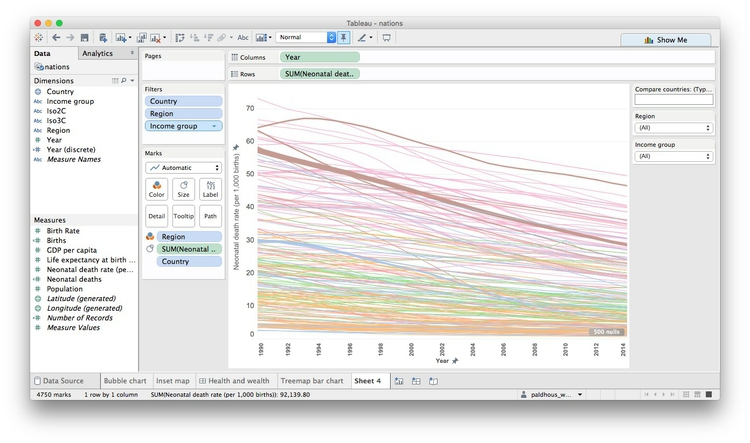 Tableau - nations
Abc
Normal
Show Me
Data
Analytics
nations
Dimensions
Country
Abc Income group
Abc Iso2C
Abc Iso3C
Abc Region
Year
Year (discrete)
Abc Measure Names
Measures
Birth Rate
Births
GDP per capita
Life expectancy at birth ...
Neonatal death rate (pe...
Neonatal deaths
Population
Latitude (generated)
Longitude (generated)
Number of Records
Measure Values
Pages
Filters
Country
Region
Income group
Marks
Automatic
Color Size Label
Detail Tooltip Path
Region
SUM(Neonatal ..
Country
Columns Year
Rows SUM(Neonatal deat..
Neonatal death rate (per 1,000 births)
70
60
50
40
30
20
10
0
500 nulls
1990 1992 1994 1996 1998 2000 2002 2004 2006 2008 2010 2012 2014
Year
Compare countries: (Typ...
Region
(All)
Income group
(All)
Data Source Bubble chart Inset map Health and wealth Treemap bar chart Sheet 4
4750 marks 1 row by 1 column SUM(Neonatal death rate (per 1,000 births)): 92,139.80 paldhous_w...